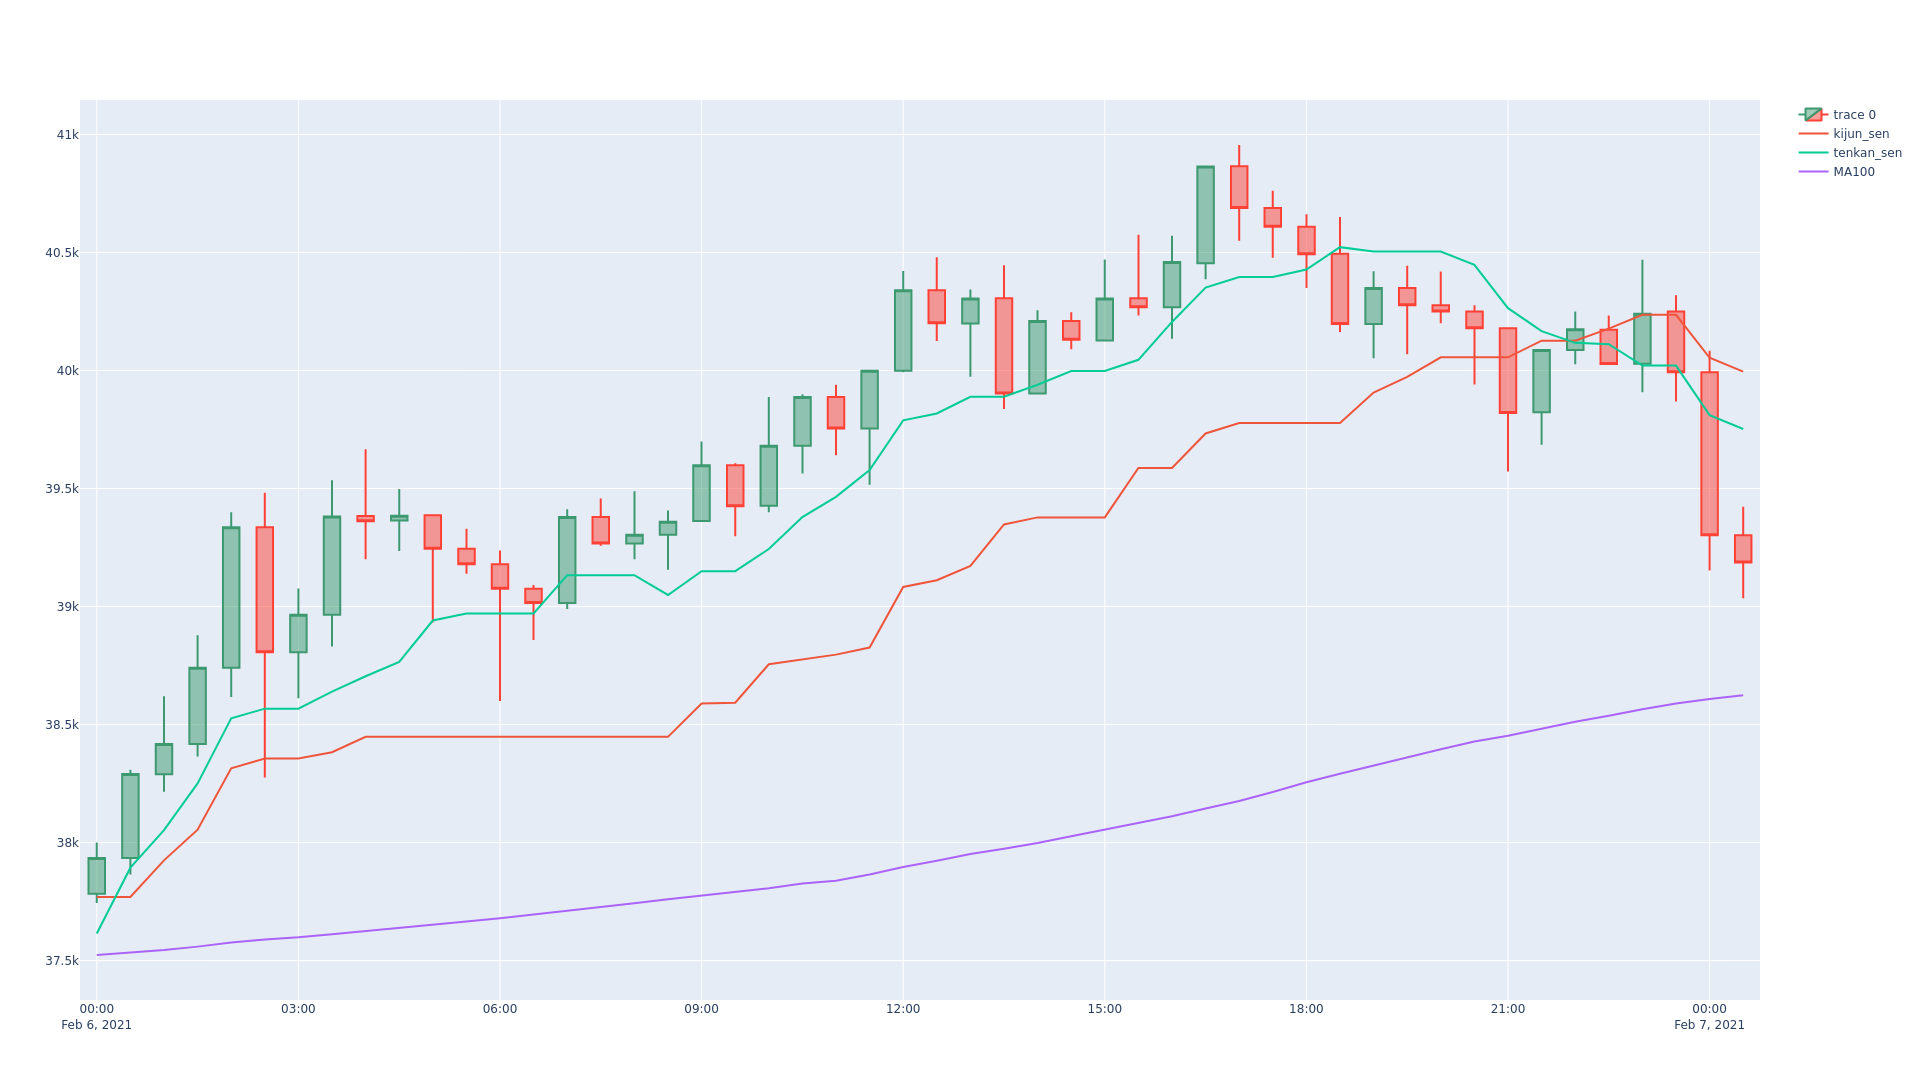 41k
40.5k
40k
39.5k
39k
38.5k
38k
37.5k
00:00 03:00 06:00 09:00 12:00 15:00 18:00 21:00 00:00
Feb 6, 2021 Feb 7, 2021
trace 0
kijun_sen
tenkan_sen
MA100